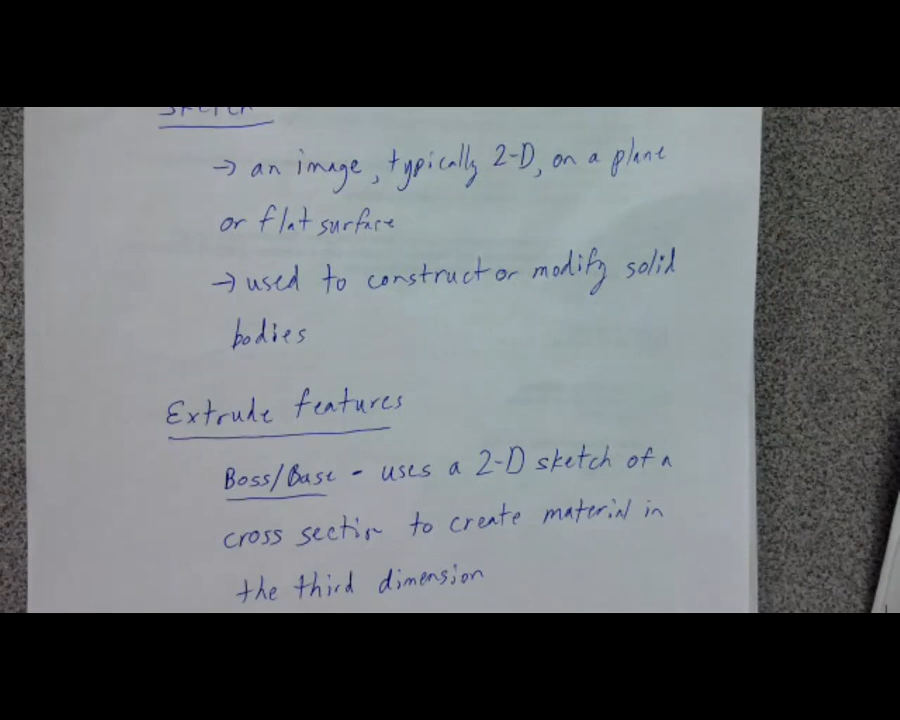 Sketch
→ an image, typically 2-D, on a plane
or flat surface
→ used to construct or modify solid
bodies
Extrude features
Boss/Base - uses a 2-D sketch of a
cross section to create material in
the third dimension